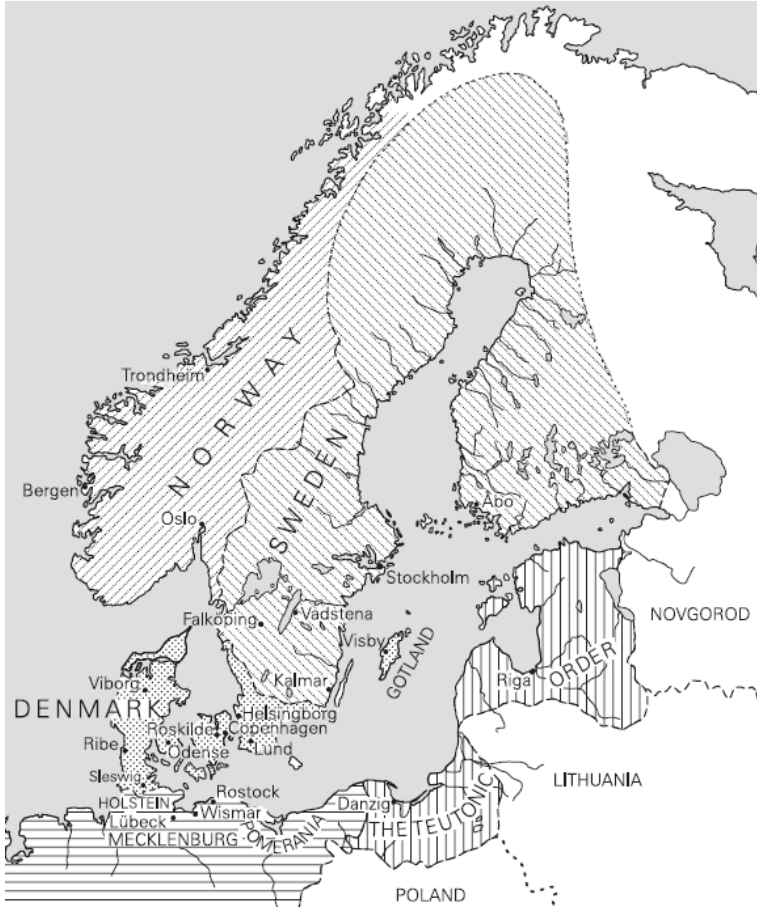 Trondheim
NORWAY
Bergen
Oslo
SWEDEN
Åbo
Stockholm
Falköping
Vadstena
Visby
GOTLAND
NOVGOROD
Riga
ORDER
Viborg
Kalmar
DENMARK
Helsingborg
Roskilde
Copenhagen
Ribe
Odense
Lund
Sleswig
LITHUANIA
HOLSTEIN
Rostock
Danzig
Lübeck
Wismar
POMERANIA
THE TEUTONIC
MECKLENBURG
POLAND